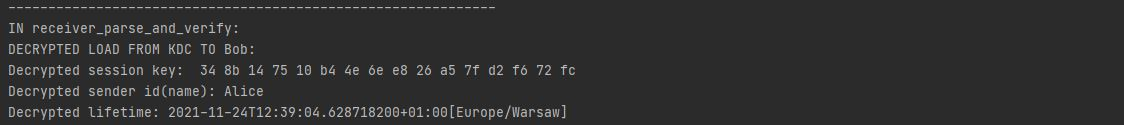 ------------------------------------------------------------
IN receiver_parse_and_verify:
DECRYPTED LOAD FROM KDC TO Bob:
Decrypted session key:  34 8b 14 75 10 b4 4e 6e e8 26 a5 7f d2 f6 72 fc
Decrypted sender id(name): Alice
Decrypted lifetime: 2021-11-24T12:39:04.628718200+01:00[Europe/Warsaw]